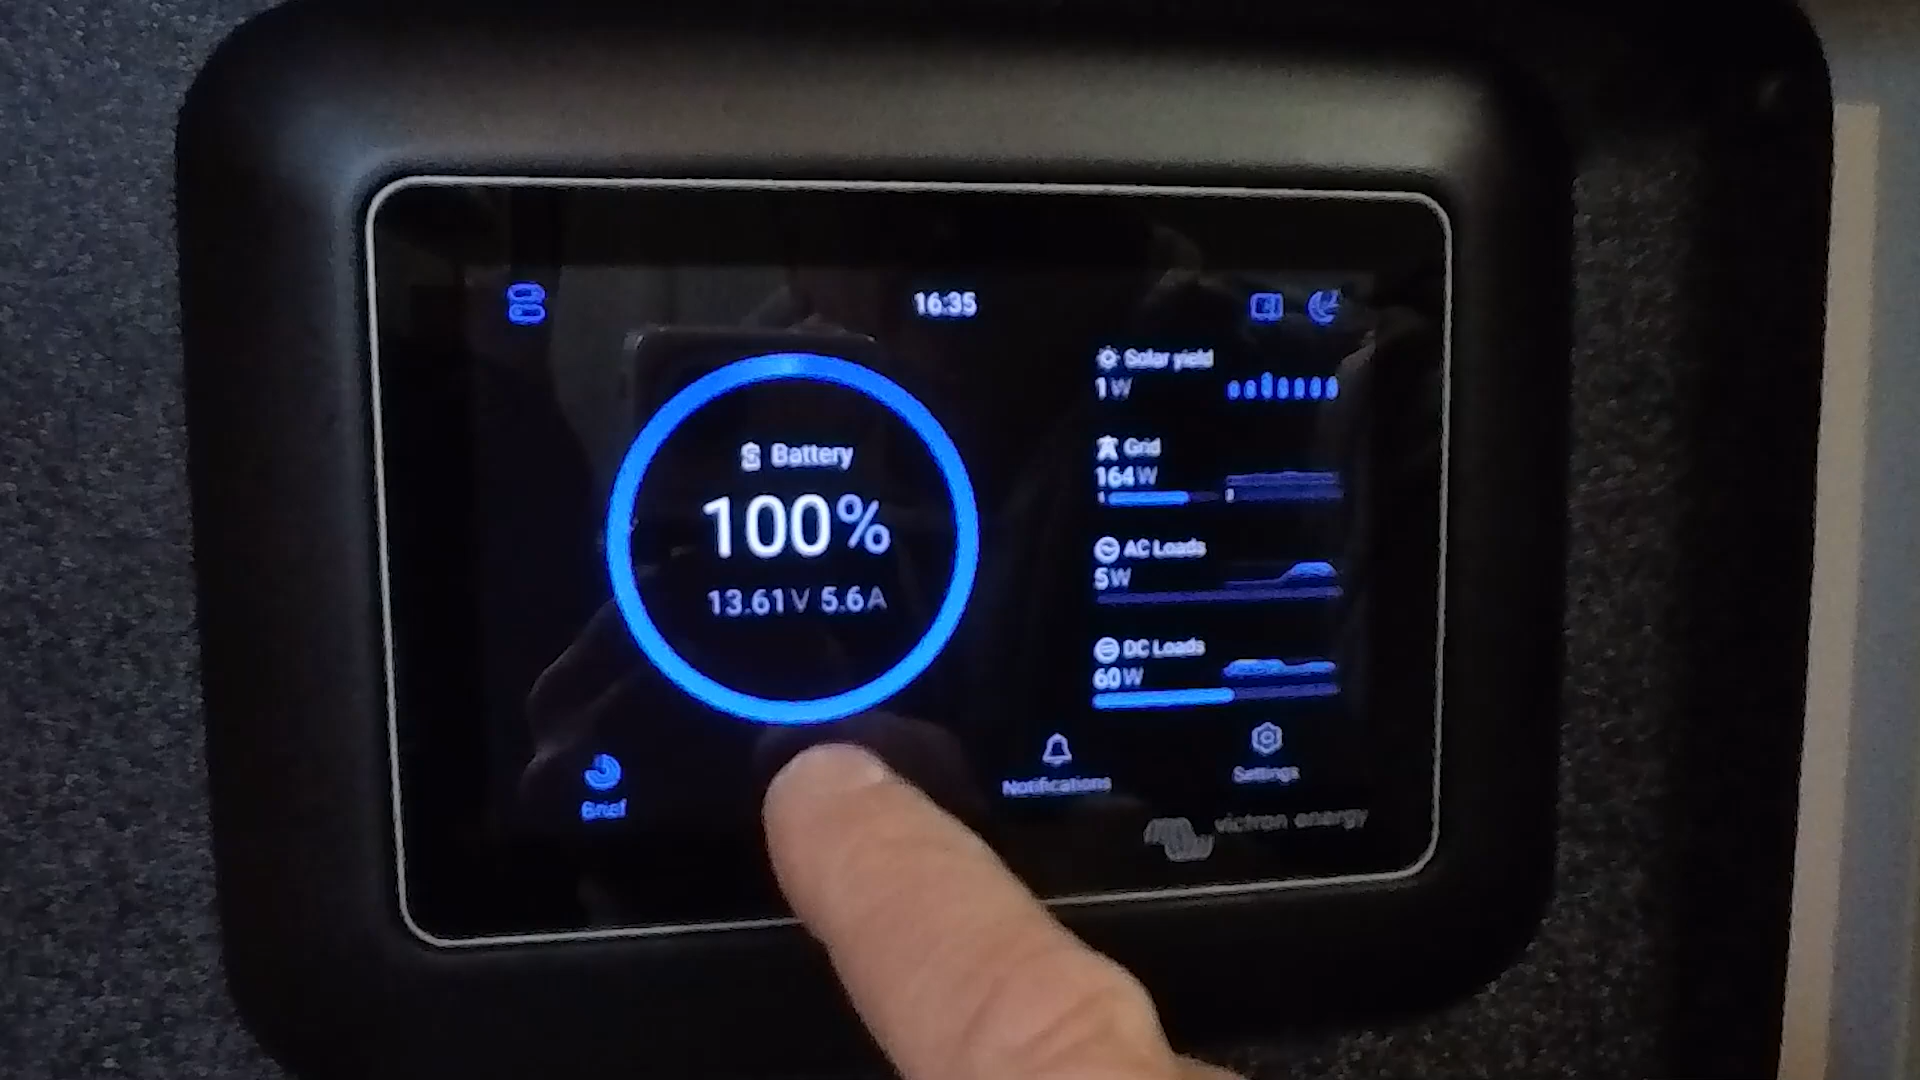 16:35
Battery
100%
13.61V 5.6A
Solar yield
1W
Grid
164W
AC Loads
5W
DC Loads
60W
Brief
Notifications
Settings
victron energy